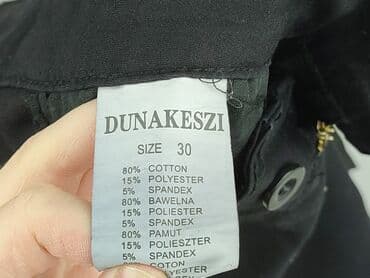 DUNAKESZI
SIZE 30
80% COTTON
15% POLYESTER
5% SPANDEX
80% BAWELNA
15% POLIESTER
5% SPANDEX
80% PAMUT
15% POLIESZTER
5% SPANDEX